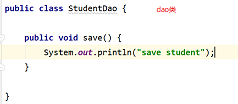 public class StudentDao { dao类
public void save() {
System.out.println("save student");
}
}